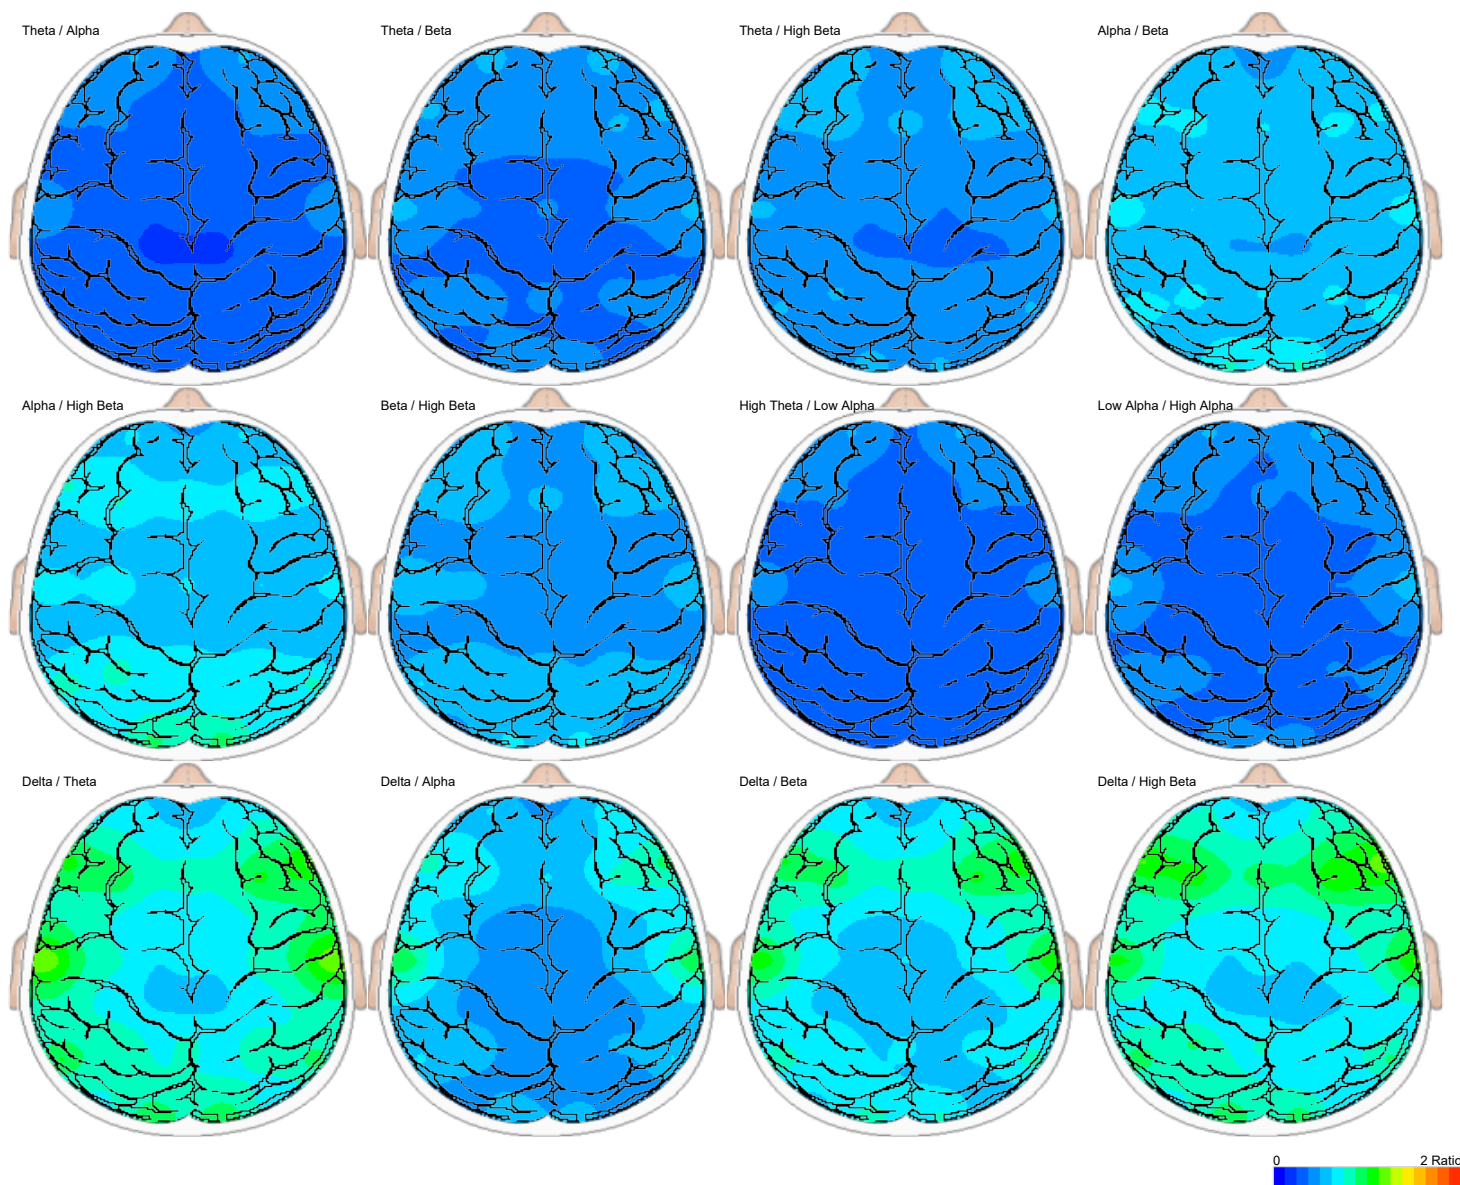 Theta / Alpha
Theta / Beta
Theta / High Beta
Alpha / Beta
Alpha / High Beta
Beta / High Beta
High Theta / Low Alpha
Low Alpha / High Alpha
Delta / Theta
Delta / Alpha
Delta / Beta
Delta / High Beta
0 2 Ratio